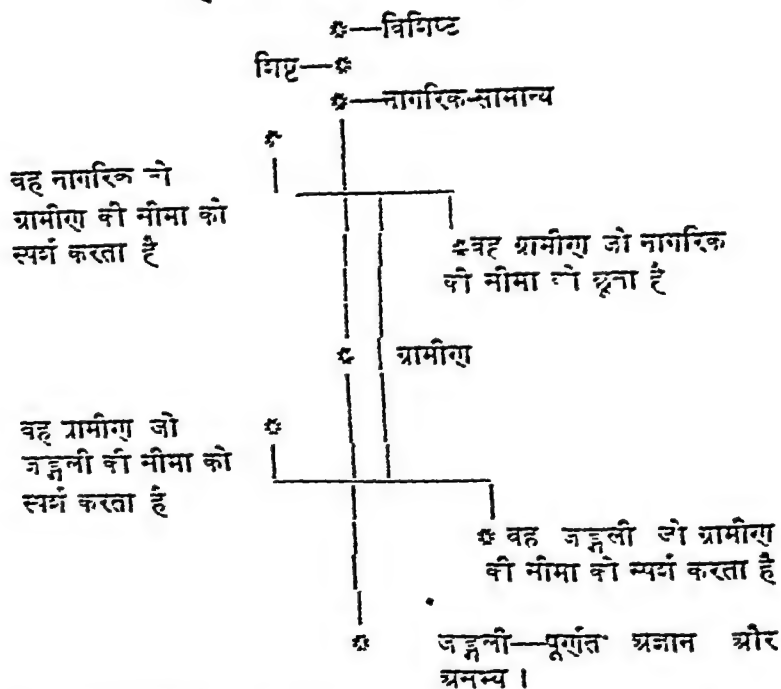 विशिष्ट
शिष्ट
नागरिक-सामान्य
वह नागरिक जो
ग्रामीण की सीमा को
स्पर्श करता है
वह ग्रामीण जो नागरिक
की सीमा को छूता है
ग्रामीण
वह ग्रामीण जो
जङ्गली की सीमा को
स्पर्श करता है
वह जङ्गली जो ग्रामीण
की सीमा को स्पर्श करता है
जङ्गली—पूर्णत अज्ञान और
असभ्य ।